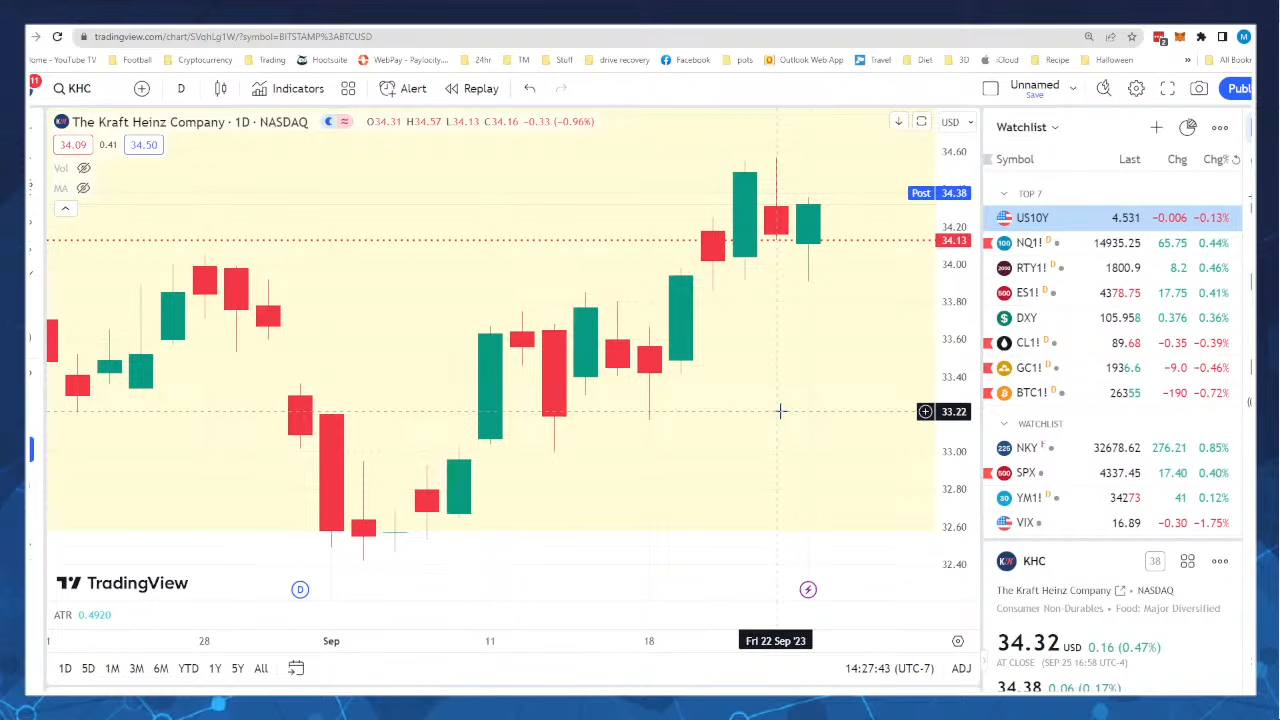 tradingview.com/chart/SVqhLg1W/?symbol=BITSTAMP%3ABTCUSD
2
M
ome - YouTube TV Football Cryptocurrency Trading Hootsuite WebPay - Paylocity... 24hr TM Stuff drive recovery Facebook pots Outlook Web App Travel Diet 3D iCloud Recipe Halloween » All Bookr
11 KHC D Indicators Alert Replay Unnamed Save Publ
The Kraft Heinz Company · 1D · NASDAQ O34.31 H34.57 L34.13 C34.16 −0.33 (−0.96%) USD
34.09 0.41 34.50
Vol
MA
34.60
Post 34.38
34.20
34.13
34.00
33.80
33.60
33.40
33.22
33.00
32.80
32.60
32.40
TradingView
D
ATR 0.4920
1 28 Sep 11 18 Fri 22 Sep '23
1D 5D 1M 3M 6M YTD 1Y 5Y All 14:27:43 (UTC-7) ADJ
Watchlist
Symbol Last Chg Chg%
TOP 7
US10Y 4.531 −0.006 −0.13%
100 NQ1! D 14935.25 65.75 0.44%
2000 RTY1! D 1800.9 8.2 0.46%
500 ES1! D 4378.75 17.75 0.41%
$ DXY 105.958 0.376 0.36%
CL1! D 89.68 −0.35 −0.39%
GC1! D 1936.6 −9.0 −0.46%
BTC1! D 26355 −190 −0.72%
WATCHLIST
225 NKY E 32678.62 276.21 0.85%
500 SPX 4337.45 17.40 0.40%
30 YM1! D 34273 41 0.12%
VIX 16.89 −0.30 −1.75%
KHC 38
The Kraft Heinz Company • NASDAQ
Consumer Non-Durables • Food: Major Diversified
34.32 USD 0.16 (0.47%)
AT CLOSE (SEP 25 16:58 UTC-4)
34.38 0.06 (0.17%)